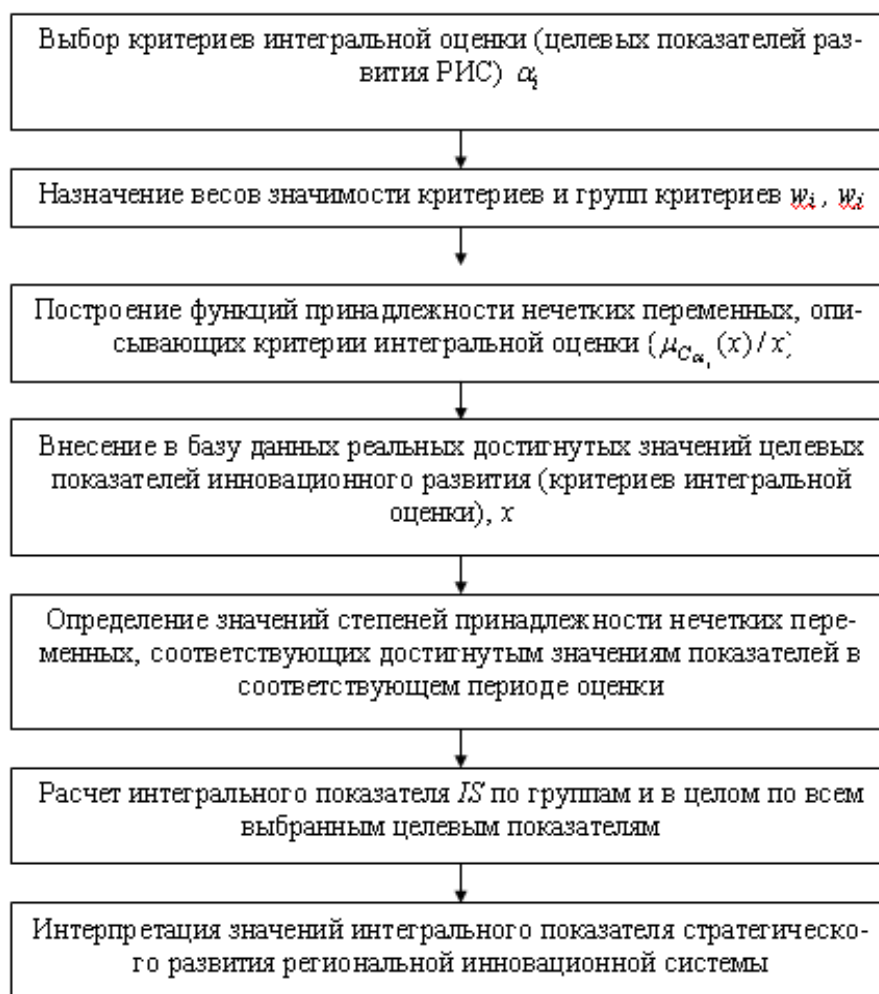 Выбор критериев интегральной оценки (целевых показателей раз-
вития РИС) αᵢ
Назначение весов значимости критериев и групп критериев wᵢ , wⱼ
Построение функций принадлежности нечетких переменных, опи-
сывающих критерии интегральной оценки {μ_{C_{αᵢ}}(x)/x}
Внесение в базу данных реальных достигнутых значений целевых
показателей инновационного развития (критериев интегральной
оценки), x
Определение значений степеней принадлежности нечетких пере-
менных, соответствующих достигнутым значениям показателей в
соответствующем периоде оценки
Расчет интегрального показателя IS по группам и в целом по всем
выбранным целевым показателям
Интерпретация значений интегрального показателя стратегическо-
го развития региональной инновационной системы